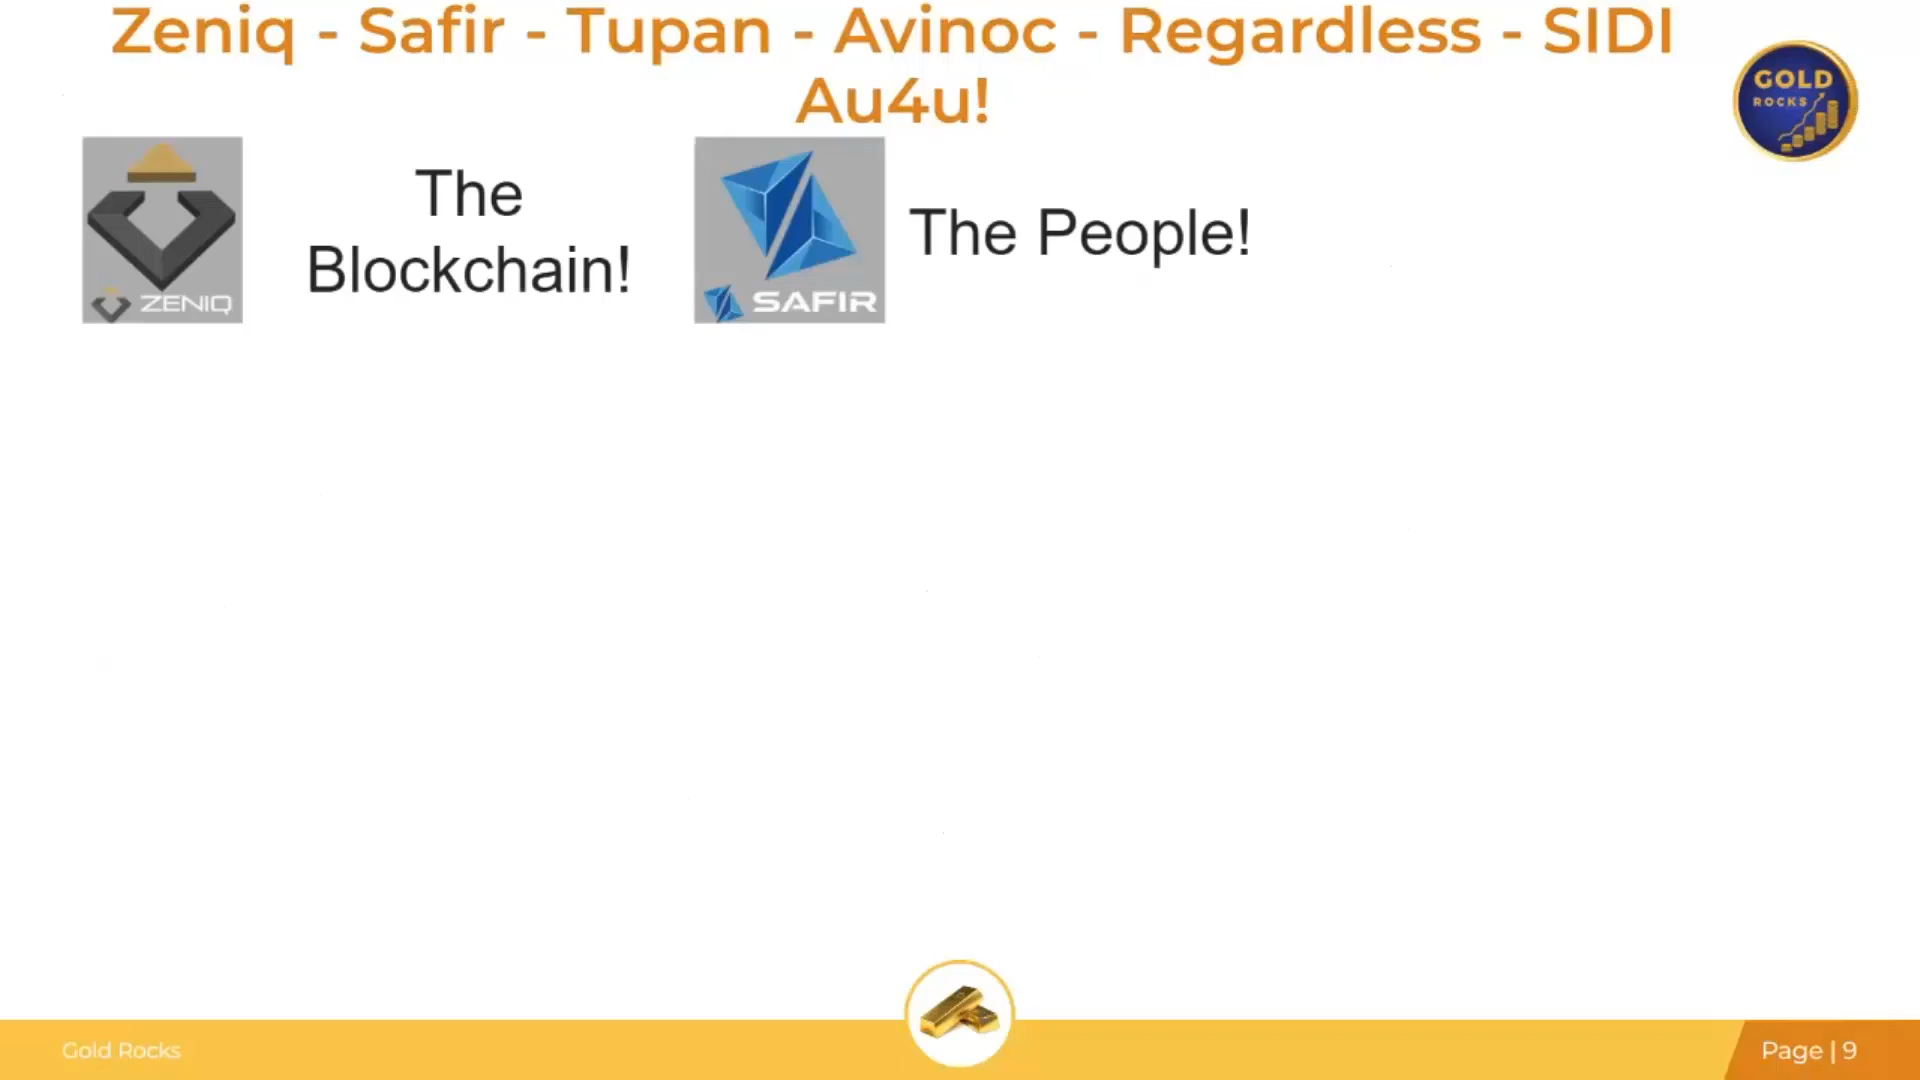 Zeniq - Safir - Tupan - Avinoc - Regardless - SIDI
Au4u!
GOLD
ROCKS
The
Blockchain!
ZENIQ
The People!
SAFIR
Gold Rocks
Page | 9